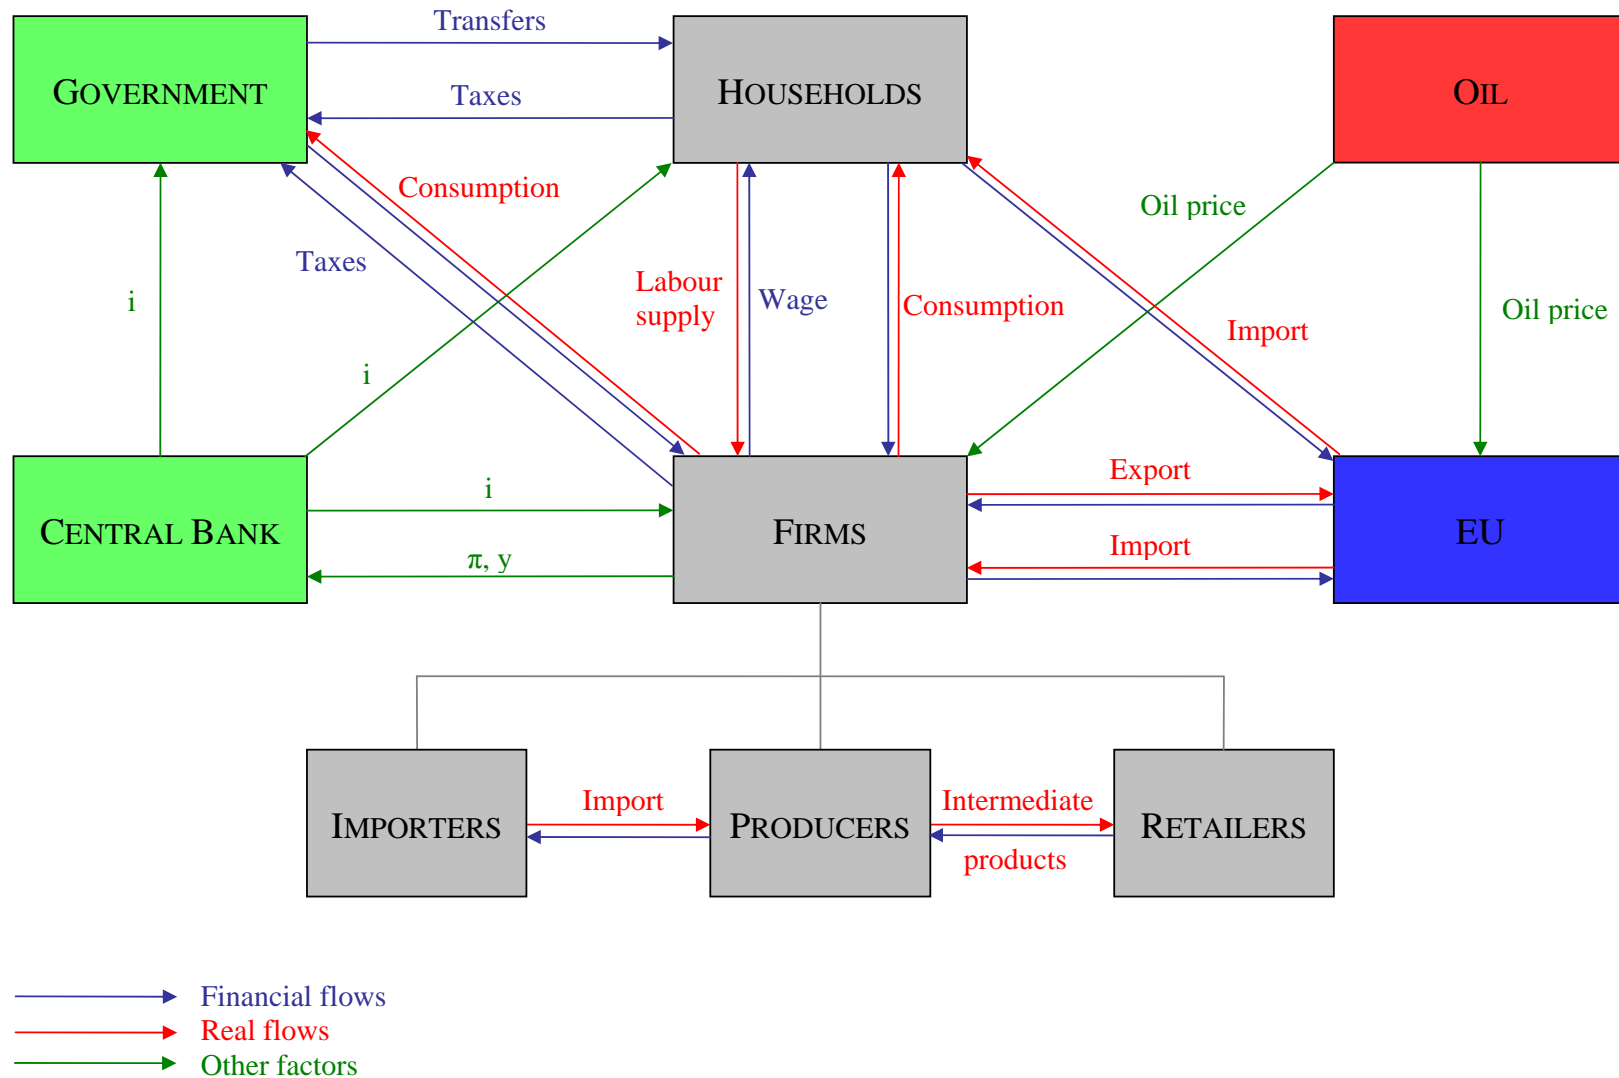 Transfers
GOVERNMENT
HOUSEHOLDS
OIL
Taxes
Consumption
Oil price
Taxes
Labour
supply
Wage
Consumption
i
Import
Oil price
i
Export
i
CENTRAL BANK
FIRMS
EU
π, y
Import
Import
Intermediate
IMPORTERS
PRODUCERS
RETAILERS
products
Financial flows
Real flows
Other factors